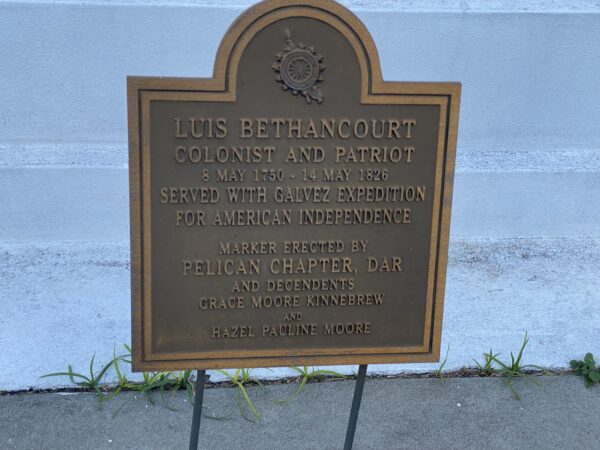 LUIS BETHANCOURT
COLONIST AND PATRIOT
8 MAY 1750 - 14 MAY 1826
SERVED WITH GALVEZ EXPEDITION
FOR AMERICAN INDEPENDENCE
MARKER ERECTED BY
PELICAN CHAPTER, DAR
AND DECENDENTS
GRACE MOORE KINNEBREW
AND
HAZEL PAULINE MOORE